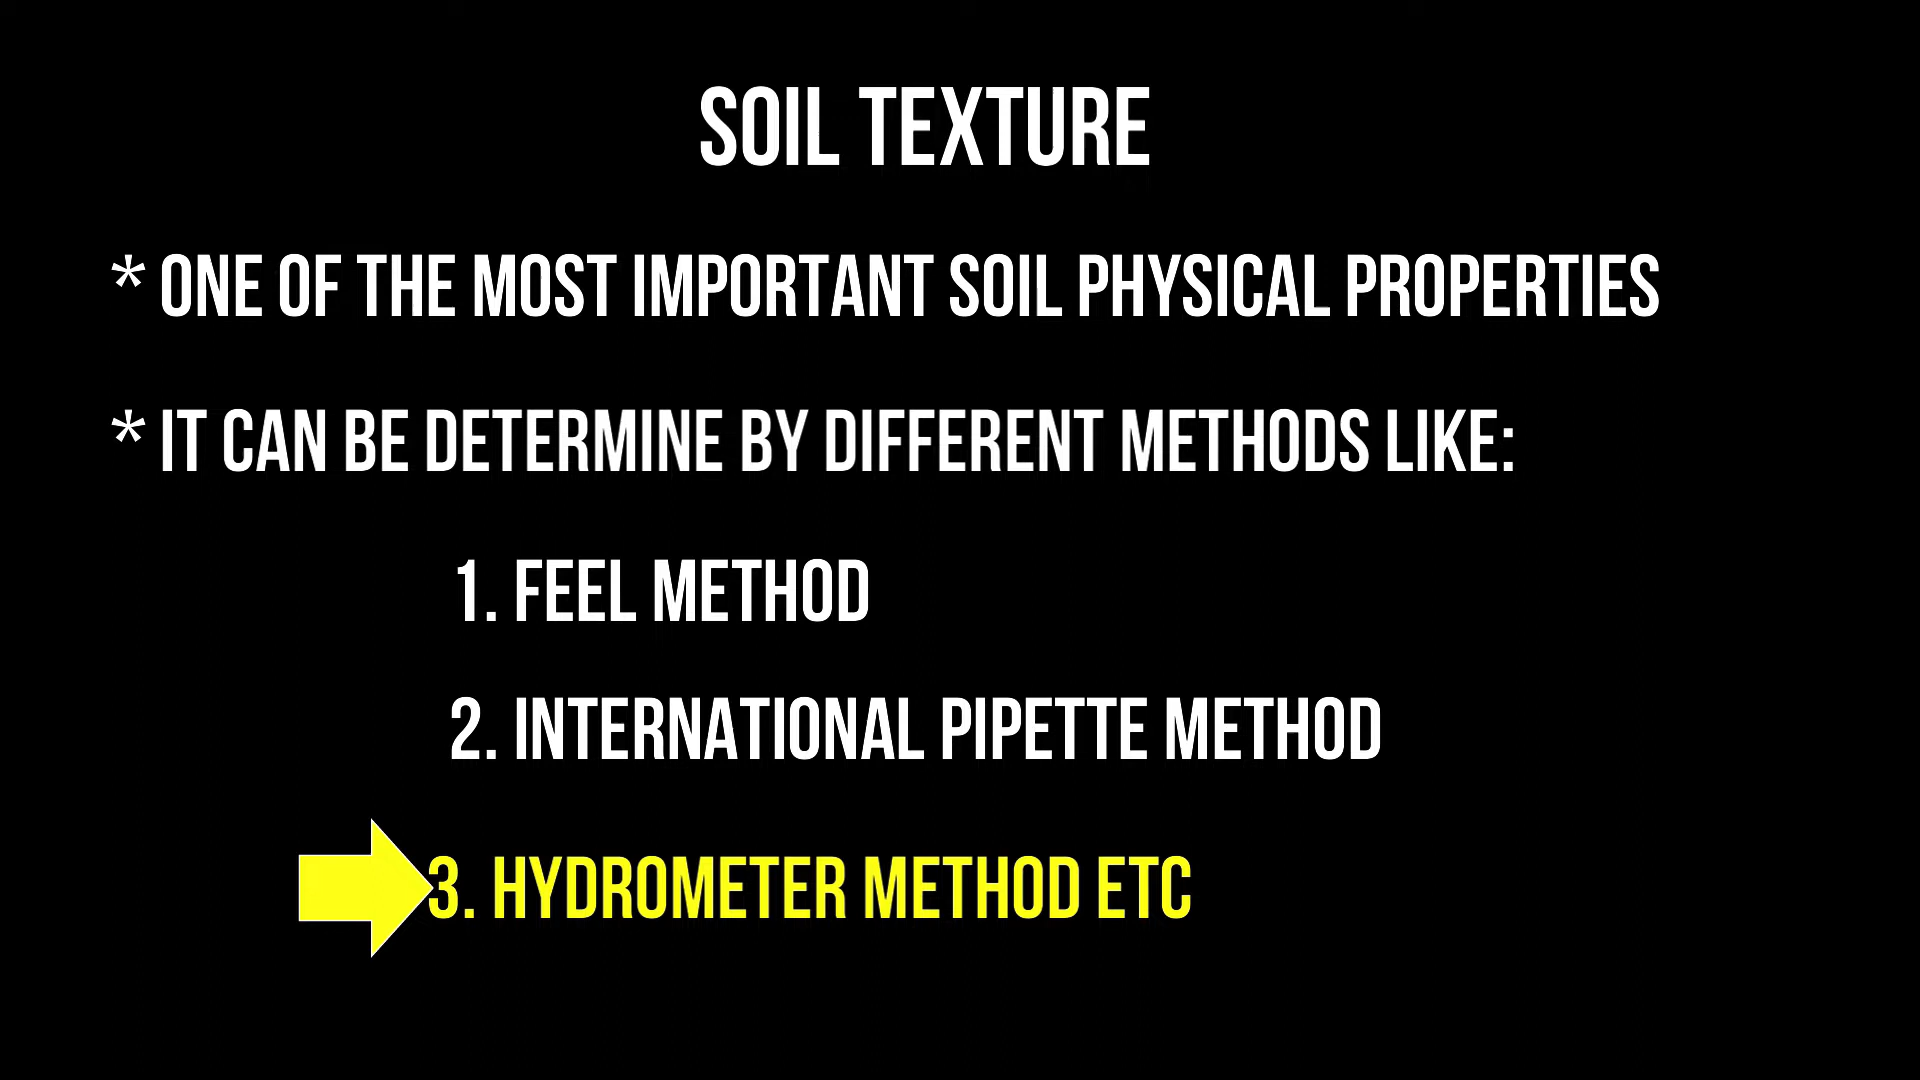 SOIL TEXTURE
* ONE OF THE MOST IMPORTANT SOIL PHYSICAL PROPERTIES
* IT CAN BE DETERMINE BY DIFFERENT METHODS LIKE:
1. FEEL METHOD
2. INTERNATIONAL PIPETTE METHOD
3. HYDROMETER METHOD ETC